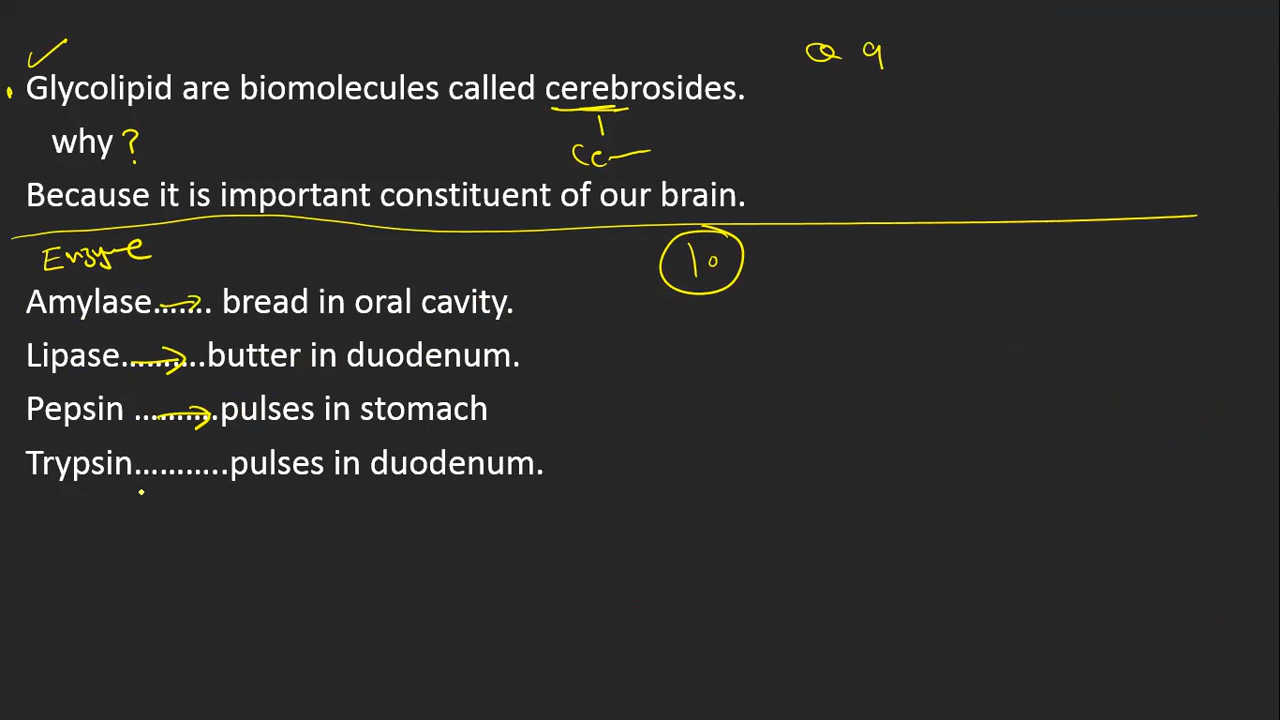 Q 9
Glycolipid are biomolecules called cerebrosides.
why ?
Because it is important constituent of our brain.
Enzyme
10
Amylase....... bread in oral cavity.
Lipase..........butter in duodenum.
Pepsin ..........pulses in stomach
Trypsin...........pulses in duodenum.